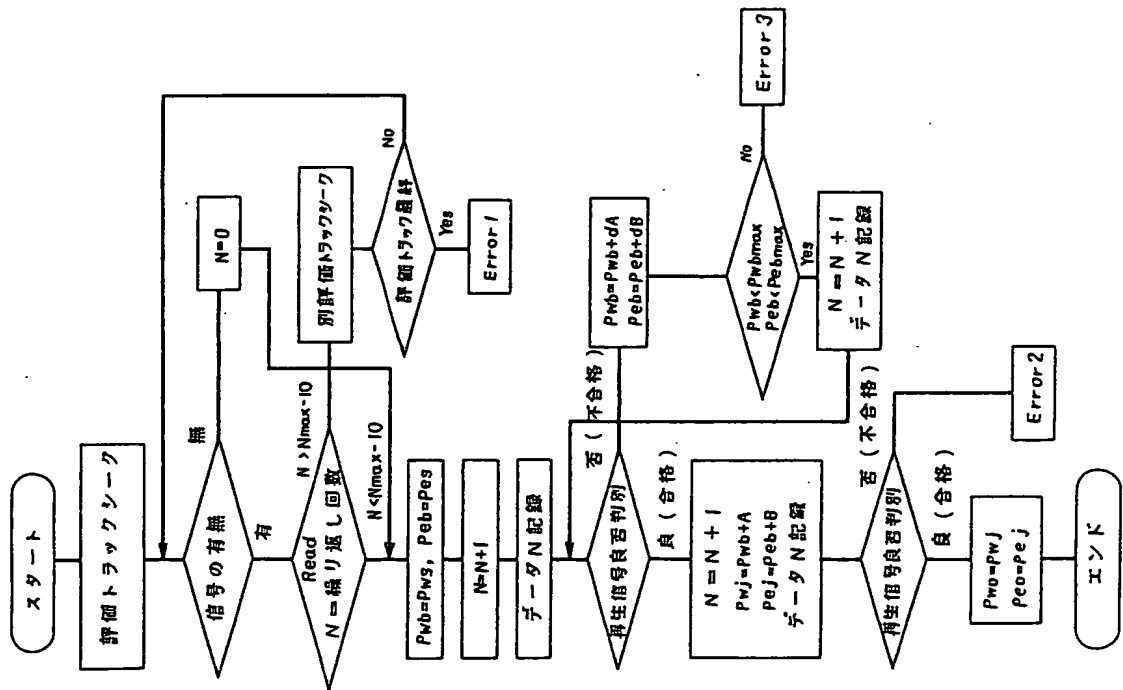 スタート
評価トラックシーク
信号の有無
無
有
N=0
Read
N=繰り返し回数
N>Nmax-10
N<Nmax-10
別評価トラックシーク
評価トラック最終
No
Yes
Error1
Pwb=Pws, Peb=Pes
N=N+1
データN記録
再生信号良否判別
否(不合格)
良(合格)
Pwb=Pwb+dA
Peb=Peb+dB
Pwb<Pwbmax
Peb<Pebmax
No
Error3
Yes
N=N+1
データN記録
N=N+1
Pwj=Pwb+A
Pej=Peb+B
データN記録
再生信号良否判別
否(不合格)
良(合格)
Error2
Pwo=Pwj
Peo=Pej
エンド